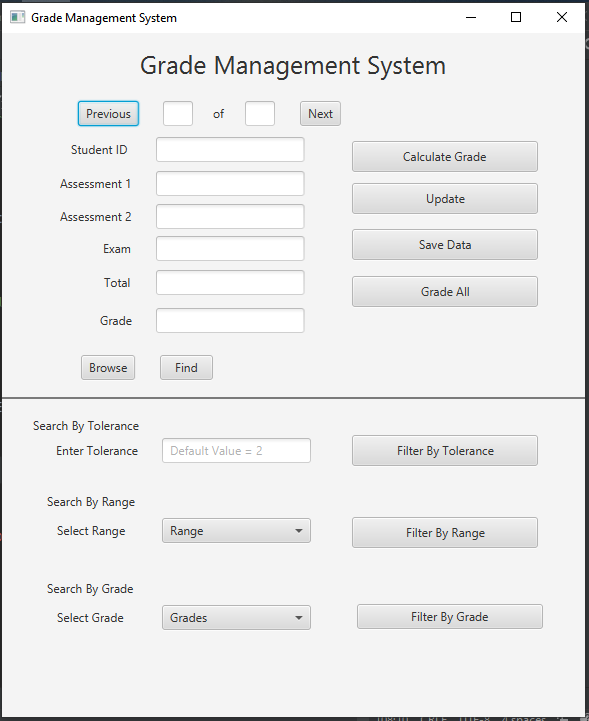 Grade Management System
Grade Management System
Previous of Next
Student ID
Calculate Grade
Assessment 1
Update
Assessment 2
Exam
Save Data
Total
Grade All
Grade
Browse Find
Search By Tolerance
Enter Tolerance Default Value = 2 Filter By Tolerance
Search By Range
Select Range Range Filter By Range
Search By Grade
Select Grade Grades Filter By Grade